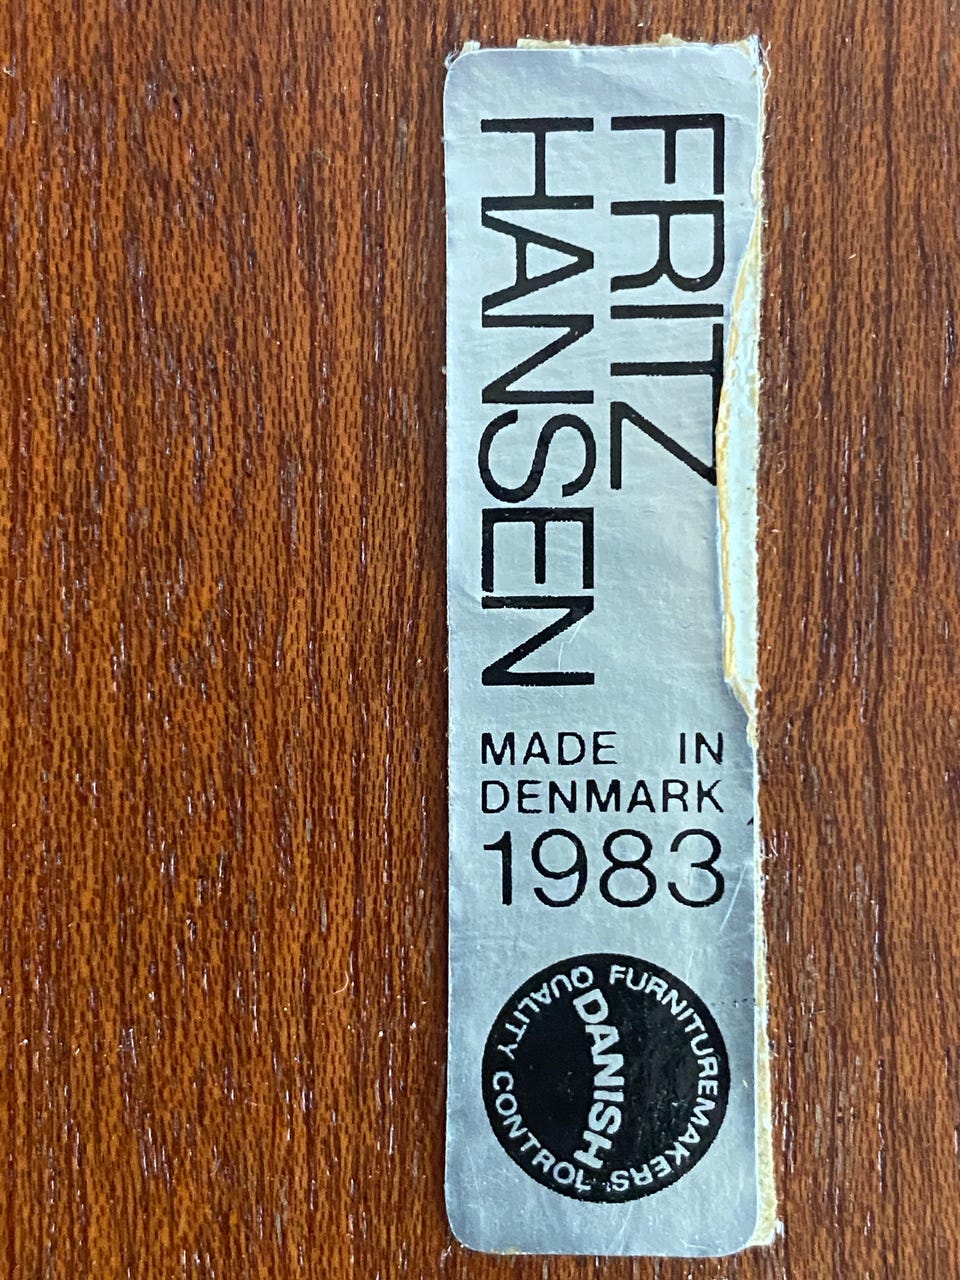 FRITZ
HANSEN
MADE IN
DENMARK
1983
DANISH
FURNITUREMAKERS'
QUALITY CONTROL